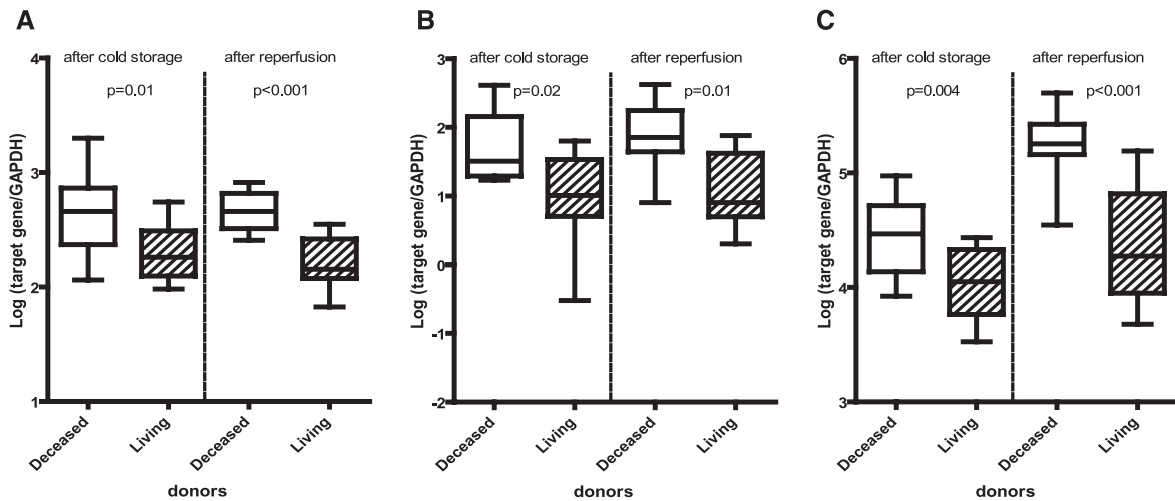 A
after cold storage after reperfusion
p=0.01 p<0.001
Log (target gene/GAPDH)
4
3
2
1
Deceased Living Deceased Living
donors
B
after cold storage after reperfusion
p=0.02 p=0.01
Log (target gene/GAPDH)
3
2
1
0
-1
-2
Deceased Living Deceased Living
donors
C
after cold storage after reperfusion
p=0.004 p<0.001
Log (target gene/GAPDH)
6
5
4
3
Deceased Living Deceased Living
donors